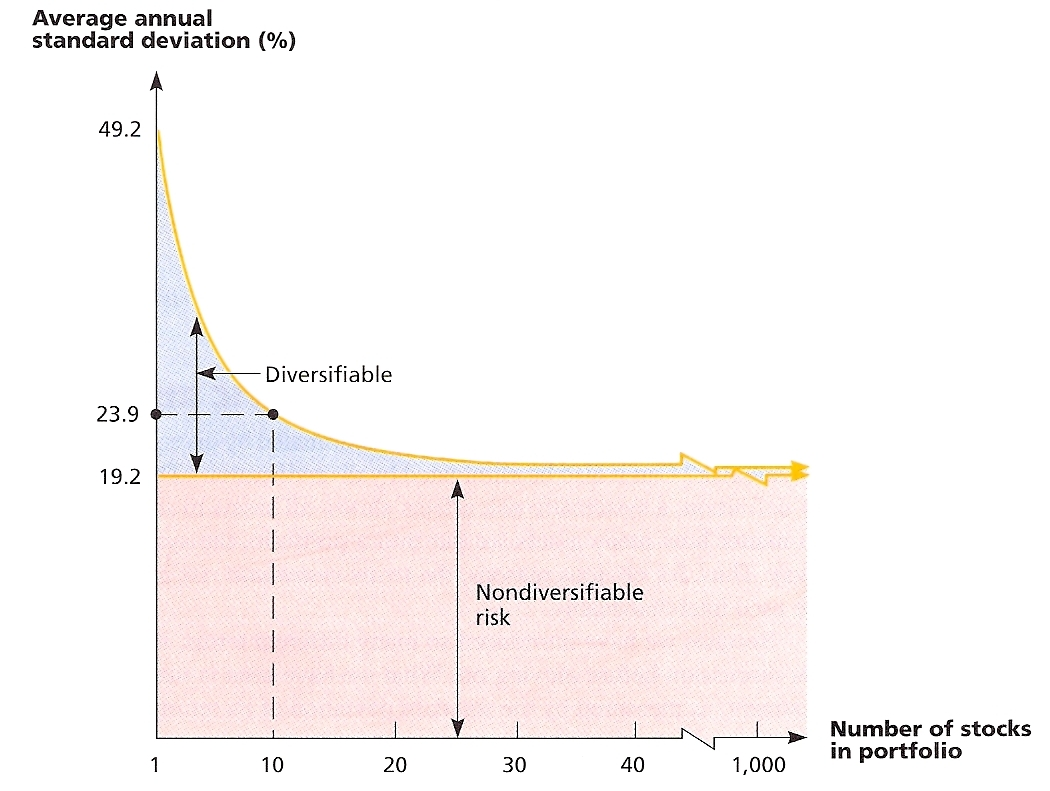 Average annual
standard deviation (%)
49.2
Diversifiable
23.9
19.2
Nondiversifiable
risk
Number of stocks
in portfolio
1 10 20 30 40 1,000